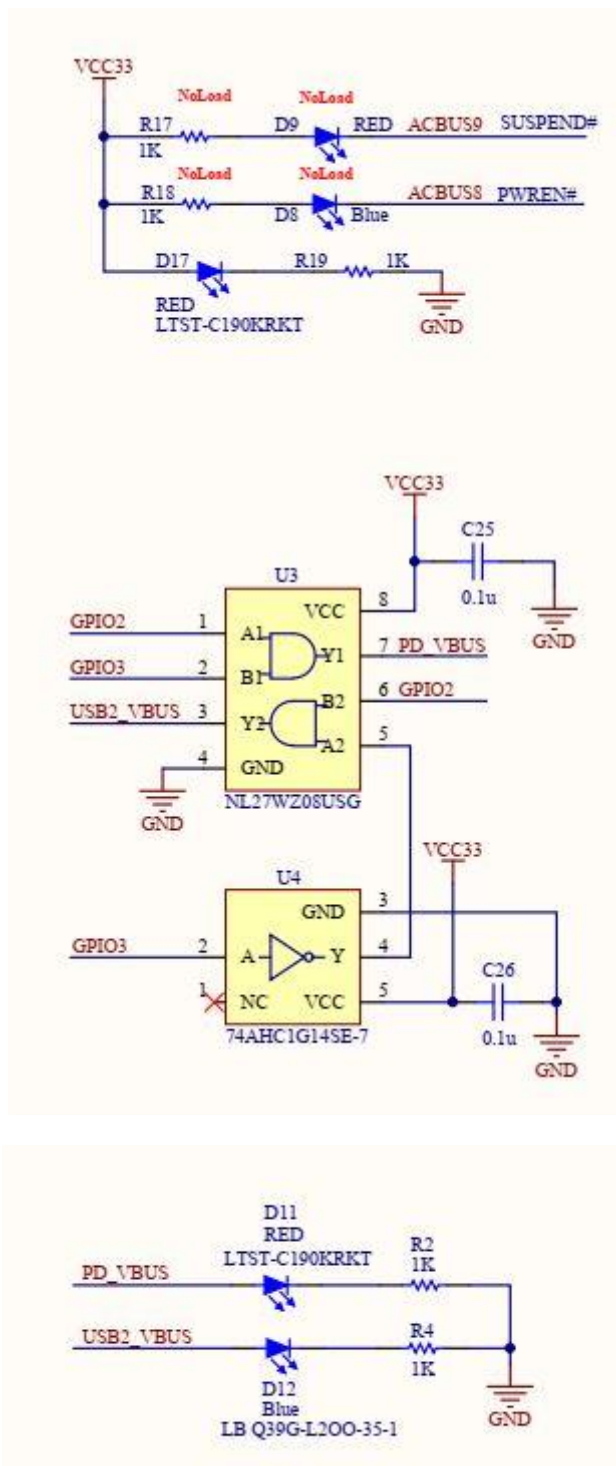 VCC33
NoLoad NoLoad
R17 D9 RED ACBUS9 SUSPEND#
1K
NoLoad NoLoad
R18 ACBUS8 PWREN#
1K D8 Blue
D17 R19 1K
RED
LTST-C190KRKT
GND
VCC33
C25
0.1u
GND
U3
VCC 8
GPIO2 1 A1
Y1 7 PD_VBUS
GPIO3 2 B1
B2 6 GPIO2
USB2_VBUS 3 Y2
A2 5
4 GND
GND
NL27WZ08USG
VCC33
U4
GND 3
GPIO3 2 A Y 4
C26
1 NC VCC 5
0.1u
74AHC1G14SE-7
GND
D11
RED
LTST-C190KRKT
R2
1K
PD_VBUS
USB2_VBUS
R4
1K
D12
Blue
LB Q39G-L2OO-35-1
GND